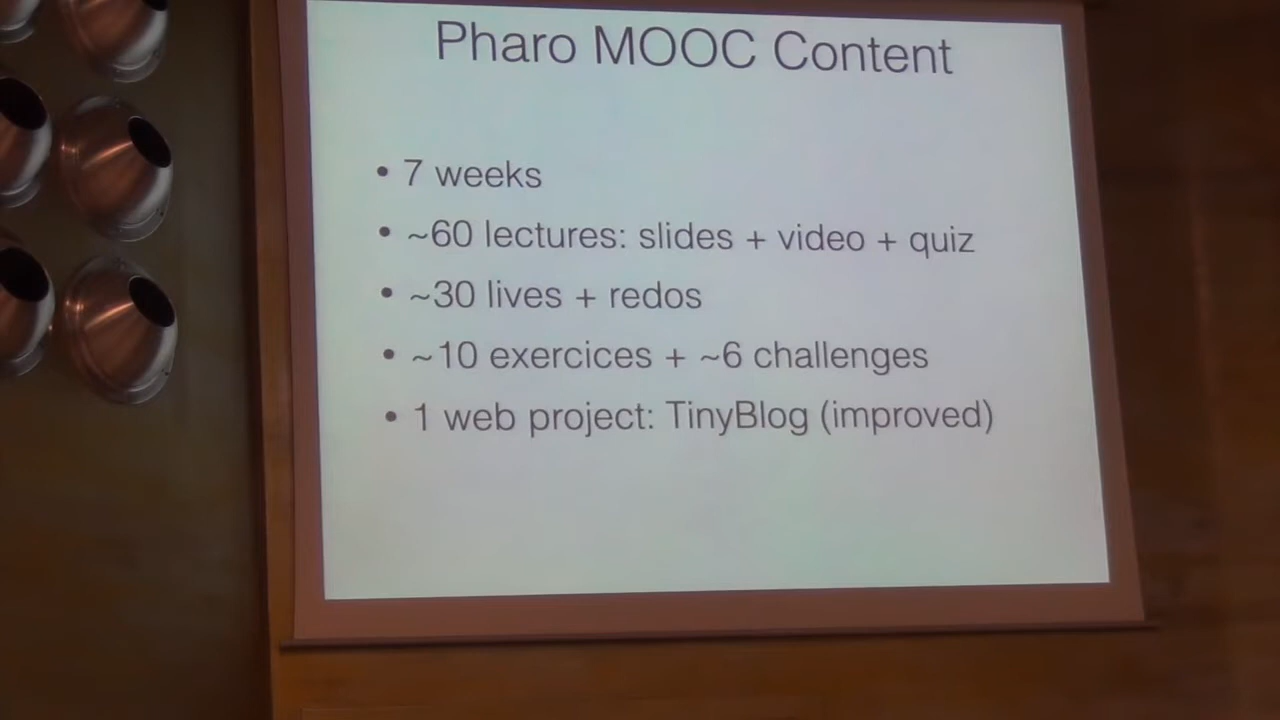 Pharo MOOC Content
• 7 weeks
• ~60 lectures: slides + video + quiz
• ~30 lives + redos
• ~10 exercices + ~6 challenges
• 1 web project: TinyBlog (improved)